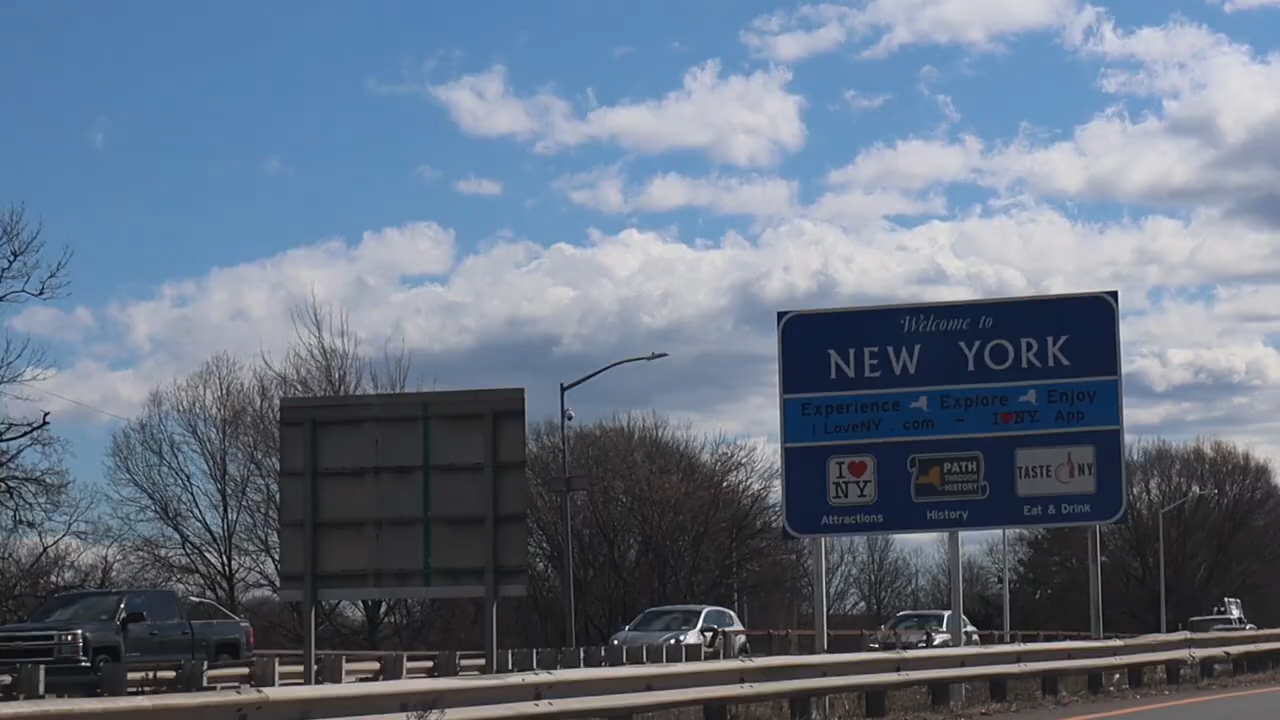 Welcome to
NEW YORK
Experience Explore Enjoy
I LoveNY . com - I♥NY. App
I♥
NY
Attractions
PATH
THROUGH
HISTORY
History
TASTE NY
Eat & Drink